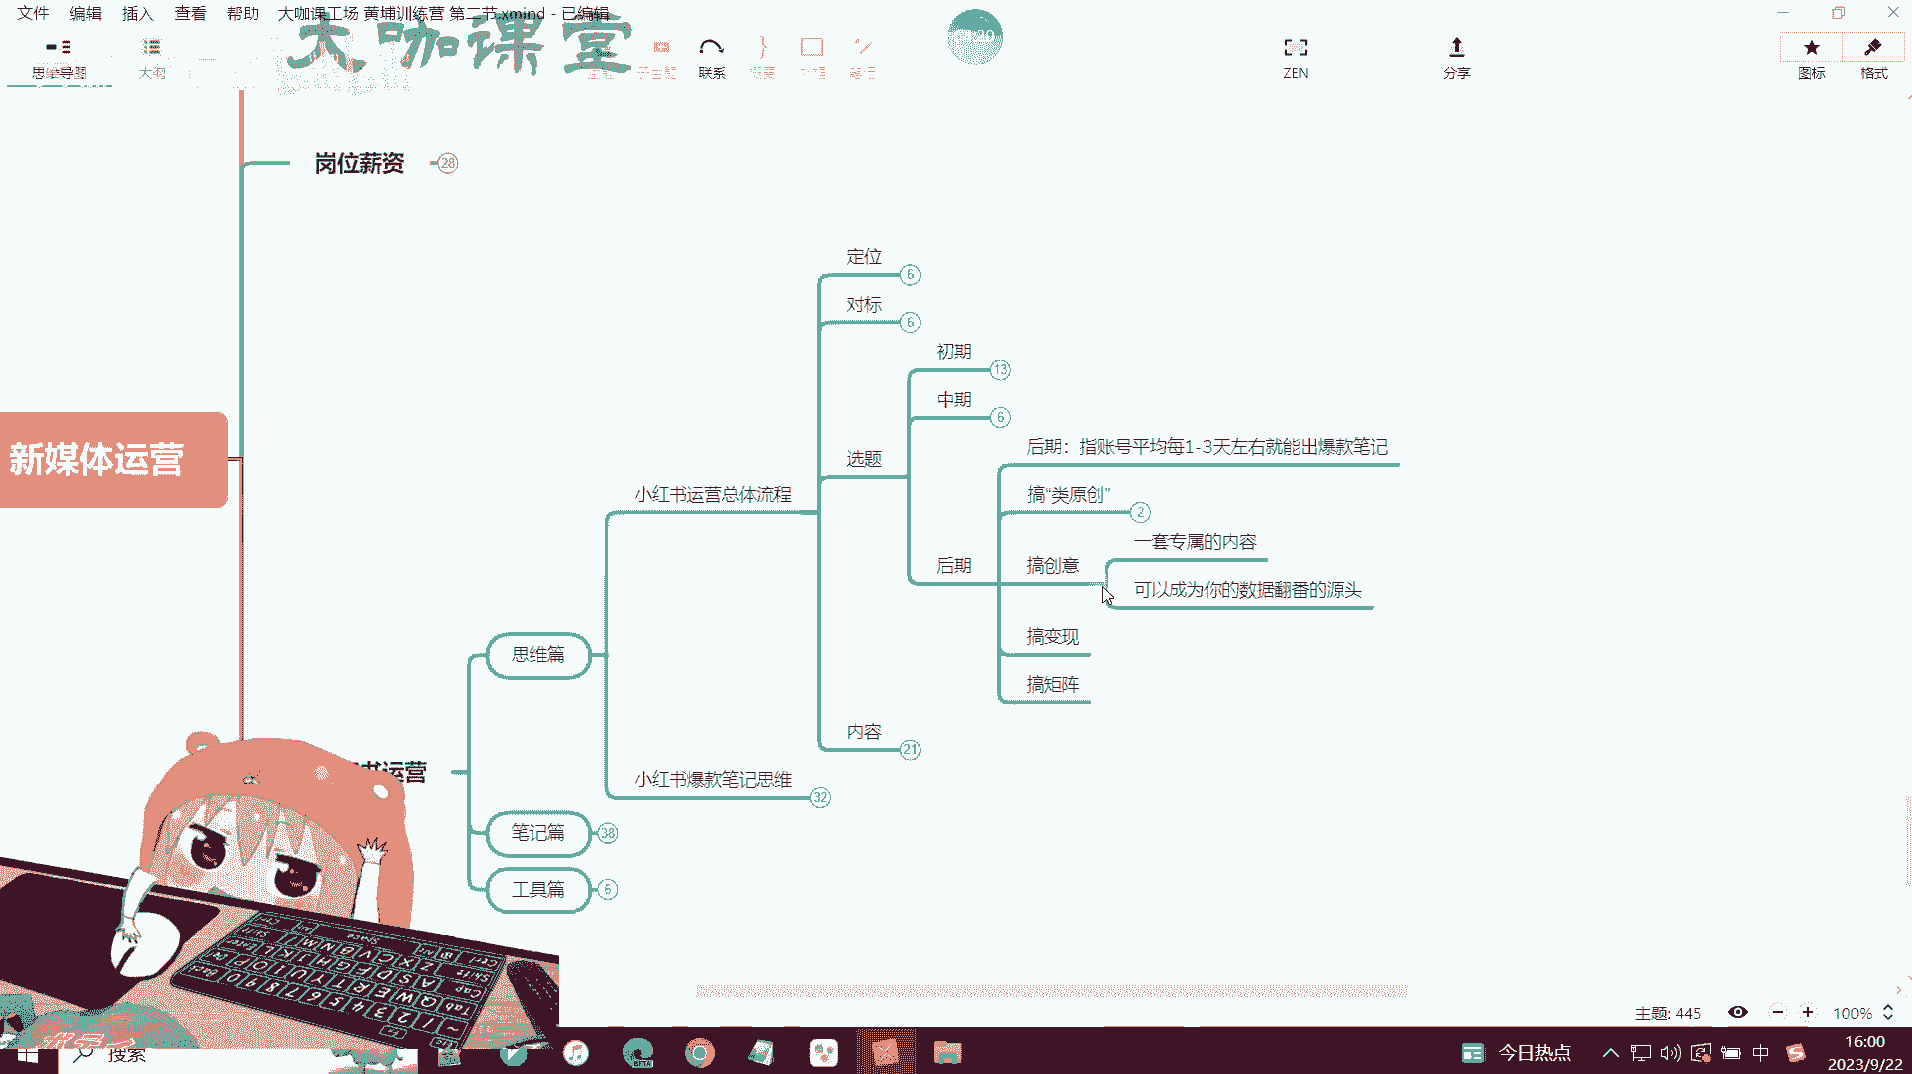 文件 编辑 插入 查看 帮助 大咖课工场 黄埔训练营 第二节.xmind - 已编辑
大咖课堂
思维导图 大纲 联系 ZEN 分享 图标 格式
岗位薪资 28
定位 6
对标 6
初期 13
中期 6
后期：指账号平均每1-3天左右就能出爆款笔记
新媒体运营
选题
小红书运营总体流程
搞“类原创” 2
一套专属的内容
后期
搞创意
可以成为你的数据翻番的源头
搞变现
思维篇
搞矩阵
内容 21
书运营
小红书爆款笔记思维 32
笔记篇 38
工具篇 6
主题: 445 100%
搜索
今日热点
中
16:00
2023/9/22